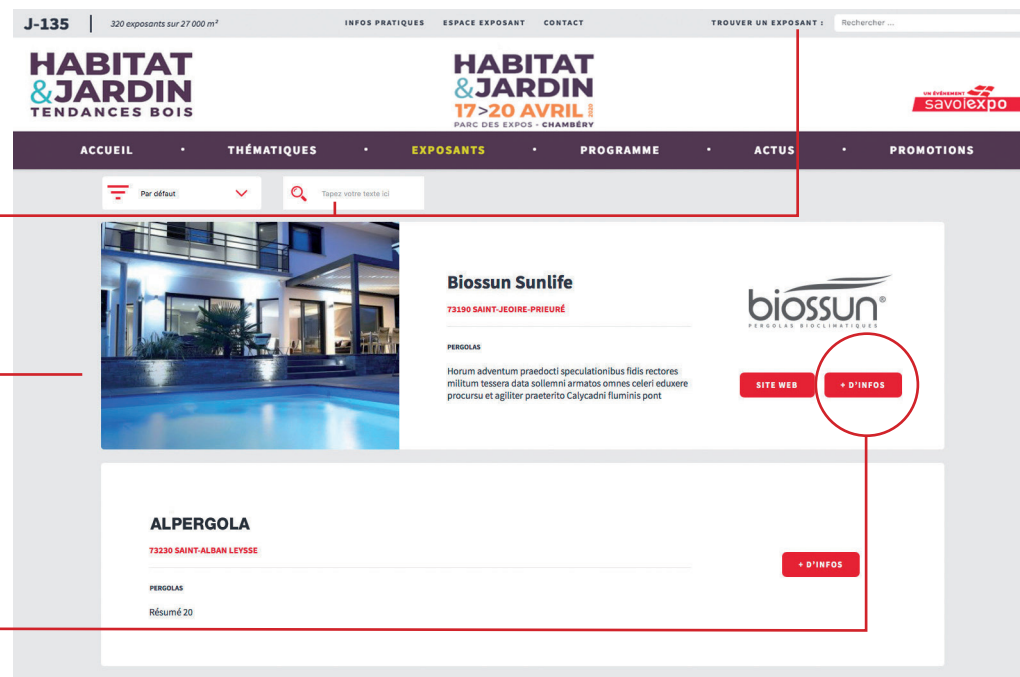 J-135
320 exposants sur 27 000 m²
INFOS PRATIQUES ESPACE EXPOSANT CONTACT
TROUVER UN EXPOSANT :
Rechercher ...
HABITAT
&JARDIN
TENDANCES BOIS
HABITAT
&JARDIN
17>20 AVRIL
PARC DES EXPOS - CHAMBÉRY
UN ÉVÉNEMENT
savoiexpo
ACCUEIL • THÉMATIQUES • EXPOSANTS • PROGRAMME • ACTUS • PROMOTIONS
Par défaut
Tapez votre texte ici
Biossun Sunlife
73190 SAINT-JEOIRE-PRIEURÉ
PERGOLAS
Horum adventum praedocti speculationibus fidis rectores
militum tessera data sollemni armatos omnes celeri eduxere
procursu et agiliter praeterito Calycadni fluminis pont
biossun®
PERGOLAS BIOCLIMATIQUES
SITE WEB
+ D'INFOS
ALPERGOLA
73230 SAINT-ALBAN LEYSSE
PERGOLAS
Résumé 20
+ D'INFOS